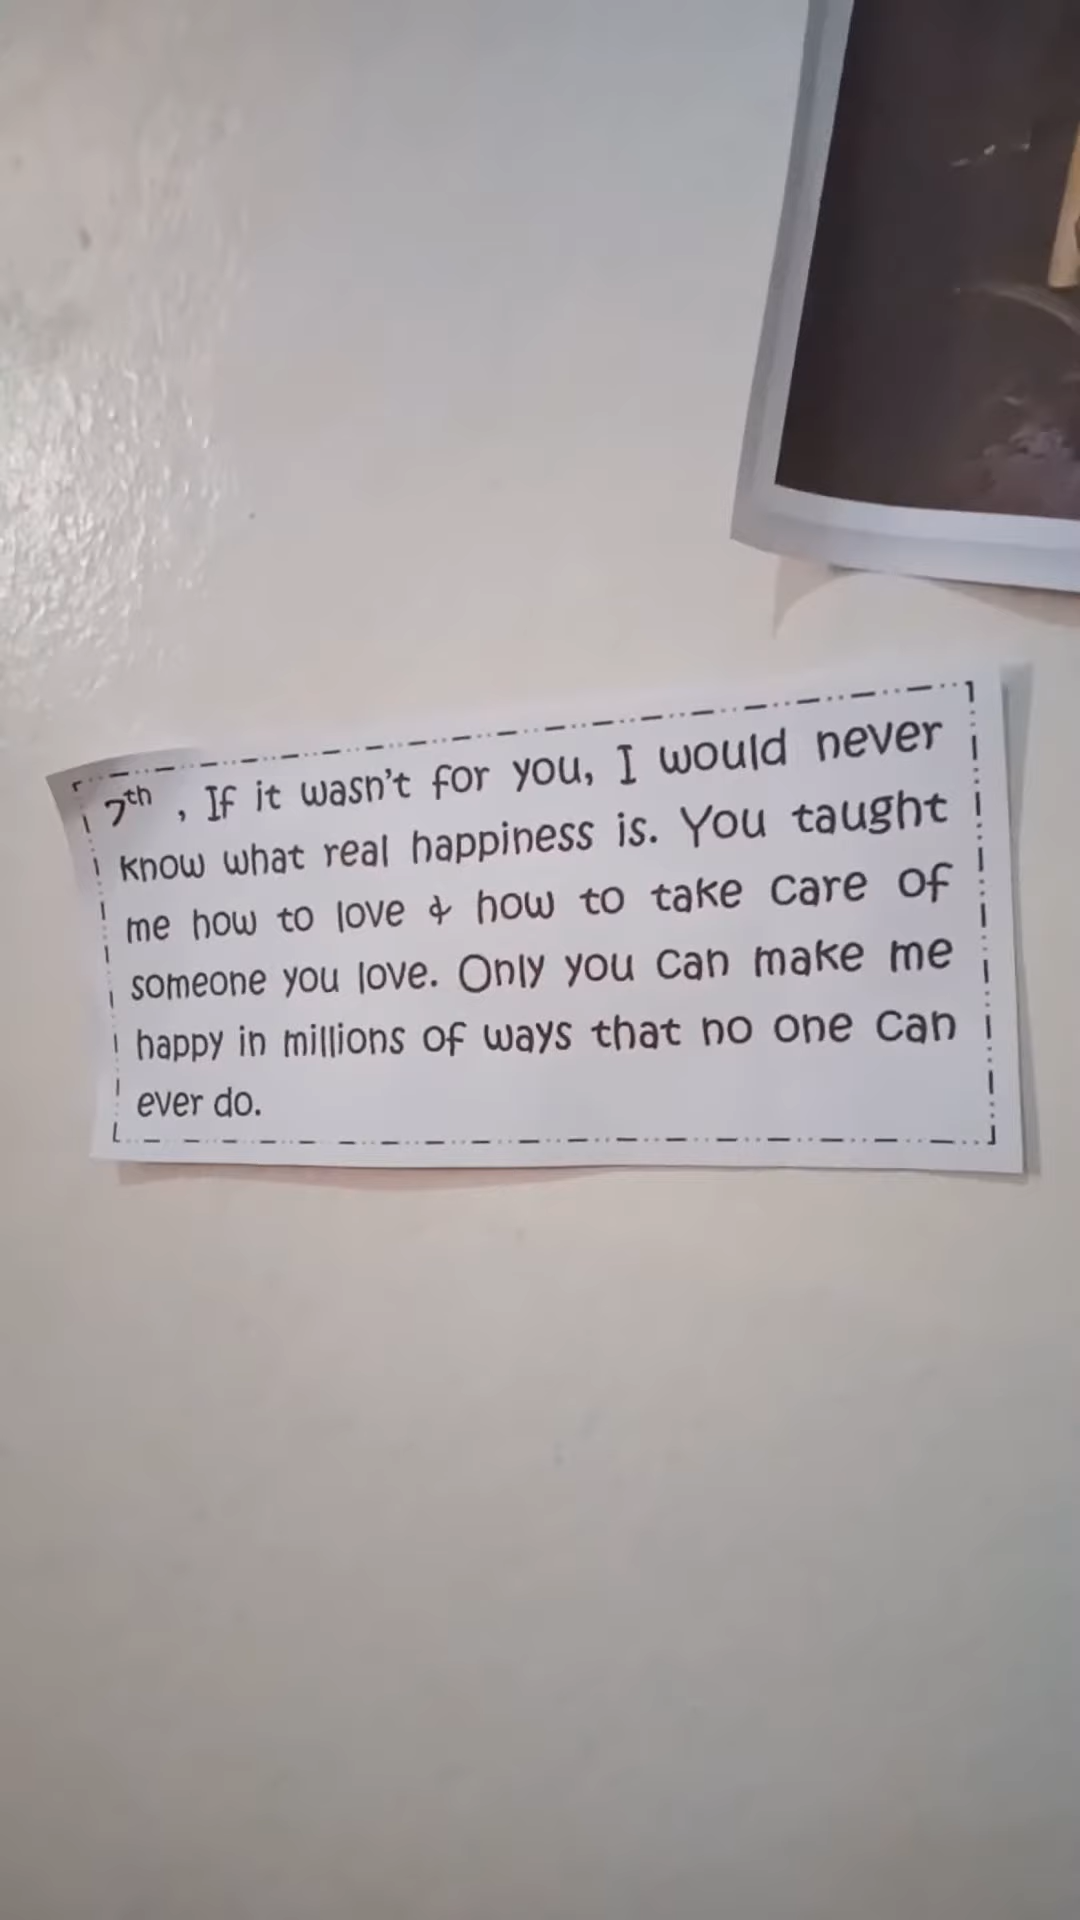 7th , If it wasn't for you, I would never
know what real happiness is. You taught
me how to love & how to take care of
someone you love. Only you can make me
happy in millions of ways that no one can
ever do.